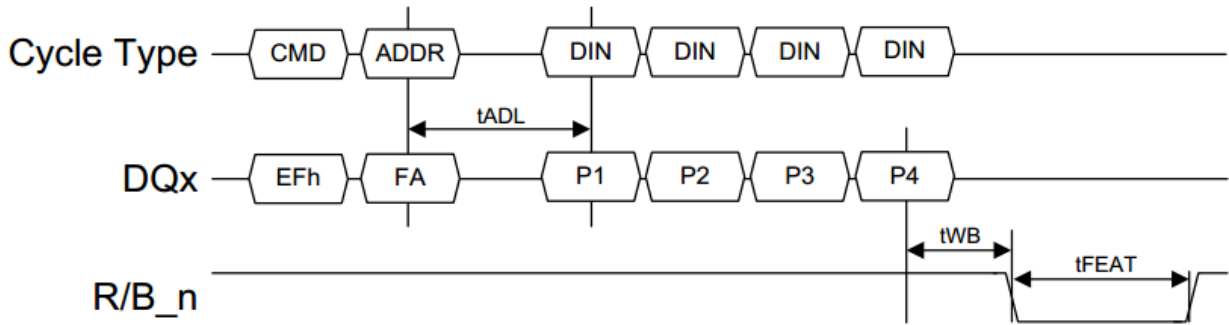 Cycle Type CMD ADDR DIN DIN DIN DIN
tADL
DQx EFh FA P1 P2 P3 P4
tWB
tFEAT
R/B_n